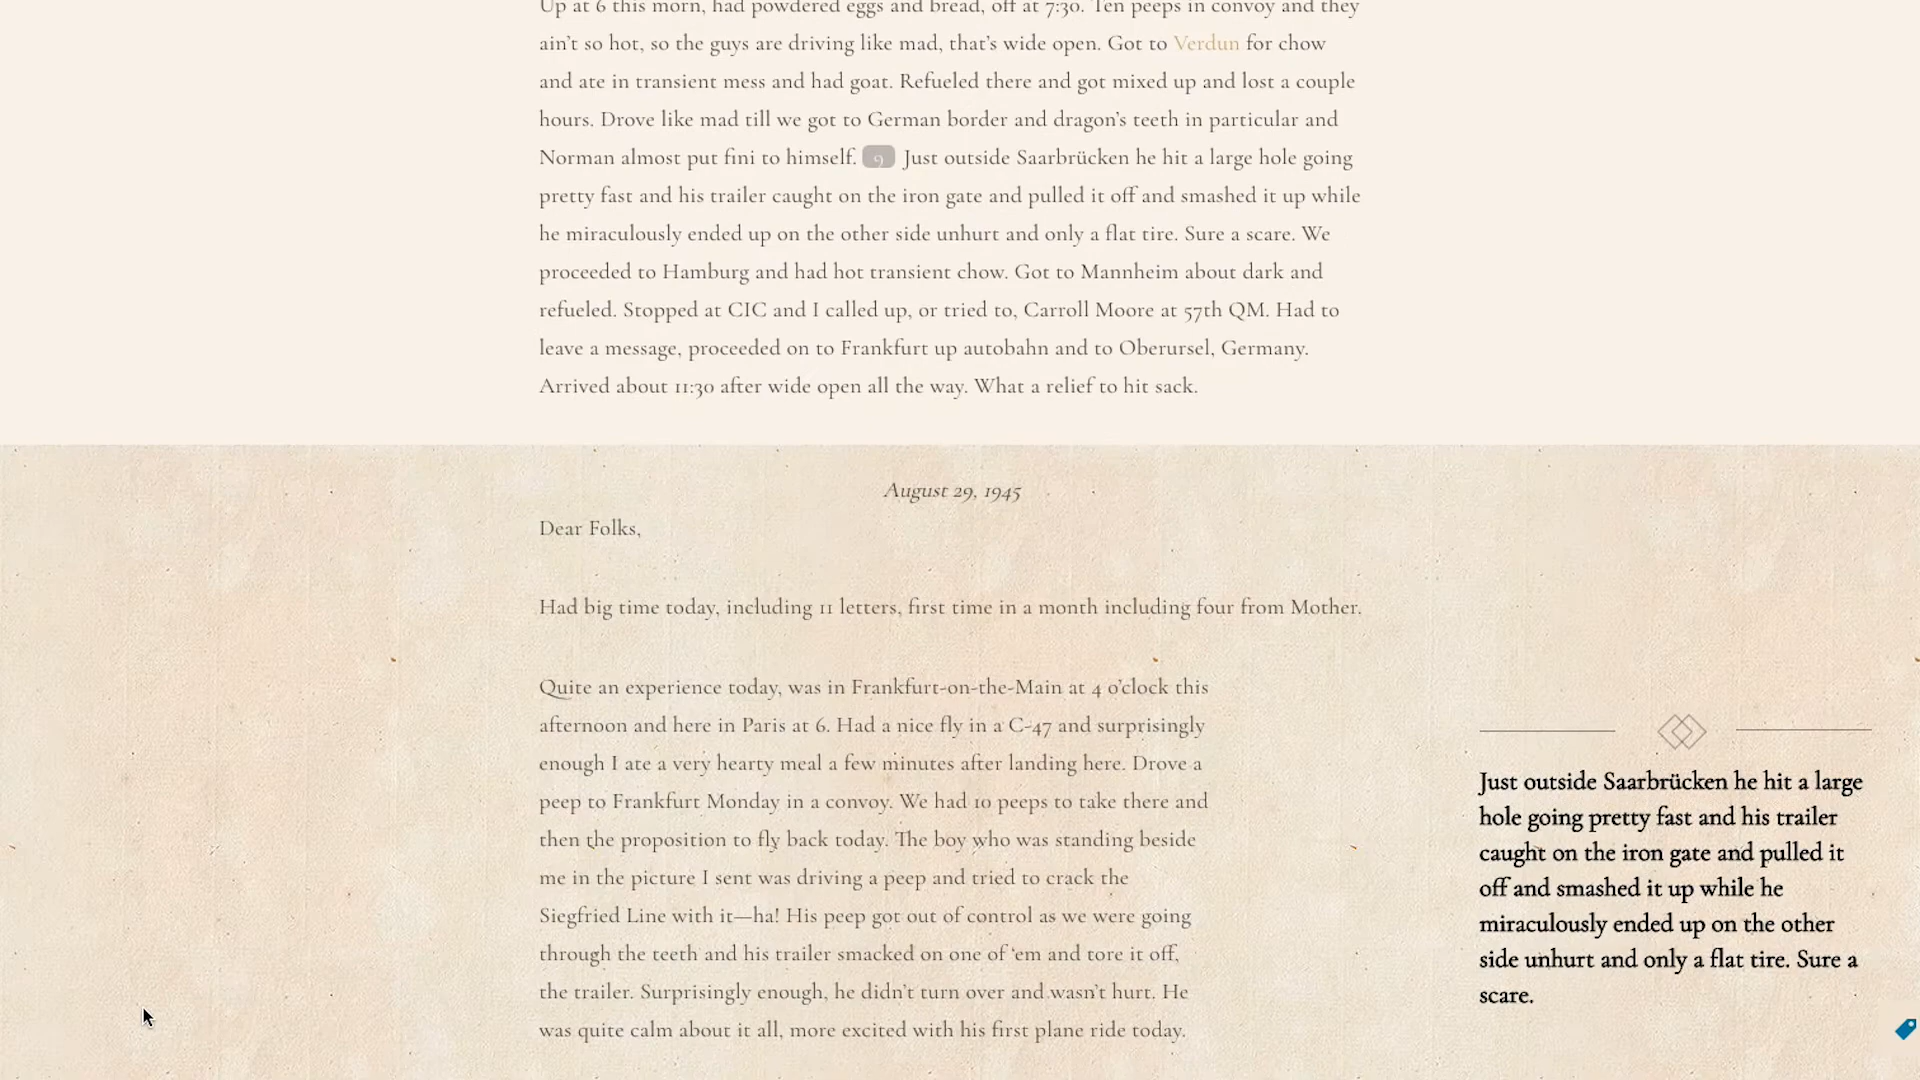 Up at 6 this morn, had powdered eggs and bread, off at 7:30. Ten peeps in convoy and they
ain't so hot, so the guys are driving like mad, that's wide open. Got to Verdun for chow
and ate in transient mess and had goat. Refueled there and got mixed up and lost a couple
hours. Drove like mad till we got to German border and dragon's teeth in particular and
Norman almost put fini to himself. 9 Just outside Saarbrücken he hit a large hole going
pretty fast and his trailer caught on the iron gate and pulled it off and smashed it up while
he miraculously ended up on the other side unhurt and only a flat tire. Sure a scare. We
proceeded to Hamburg and had hot transient chow. Got to Mannheim about dark and
refueled. Stopped at CIC and I called up, or tried to, Carroll Moore at 57th QM. Had to
leave a message, proceeded on to Frankfurt up autobahn and to Oberursel, Germany.
Arrived about 11:30 after wide open all the way. What a relief to hit sack.
August 29, 1945
Dear Folks,
Had big time today, including 11 letters, first time in a month including four from Mother.
Quite an experience today, was in Frankfurt-on-the-Main at 4 o'clock this
afternoon and here in Paris at 6. Had a nice fly in a C-47 and surprisingly
enough I ate a very hearty meal a few minutes after landing here. Drove a
peep to Frankfurt Monday in a convoy. We had 10 peeps to take there and
then the proposition to fly back today. The boy who was standing beside
me in the picture I sent was driving a peep and tried to crack the
Siegfried Line with it—ha! His peep got out of control as we were going
through the teeth and his trailer smacked on one of 'em and tore it off,
the trailer. Surprisingly enough, he didn't turn over and wasn't hurt. He
was quite calm about it all, more excited with his first plane ride today.
Just outside Saarbrücken he hit a large
hole going pretty fast and his trailer
caught on the iron gate and pulled it
off and smashed it up while he
miraculously ended up on the other
side unhurt and only a flat tire. Sure a
scare.